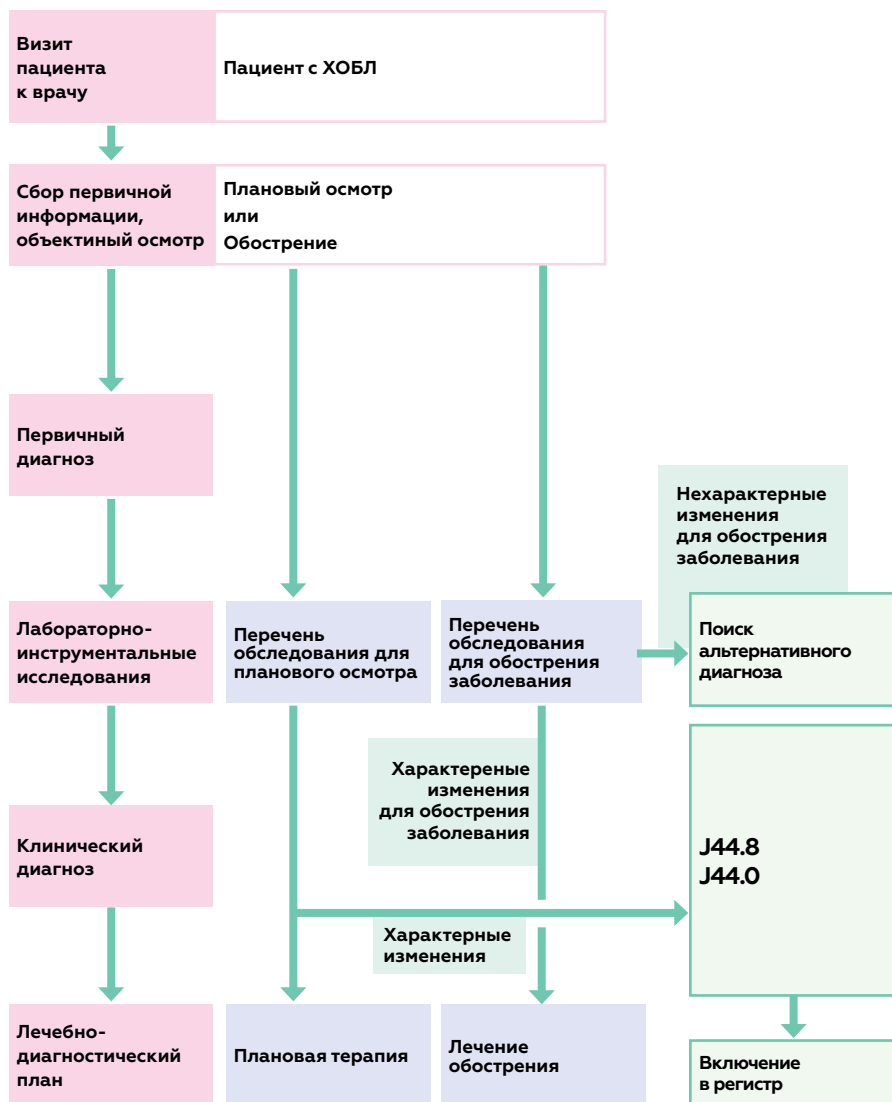 Визит
пациента
к врачу
Пациент с ХОБЛ
Сбор первичной
информации,
объектиный осмотр
Плановый осмотр
или
Обострение
Первичный
диагноз
Нехарактерные
изменения
для обострения
заболевания
Лабораторно-
инструментальные
исследования
Перечень
обследования для
планового осмотра
Перечень
обследования
для обострения
заболевания
Поиск
альтернативного
диагноза
Характереные
изменения
для обострения
заболевания
Клинический
диагноз
J44.8
J44.0
Характерные
изменения
Лечебно-
диагностический
план
Плановая терапия
Лечение
обострения
Включение
в регистр